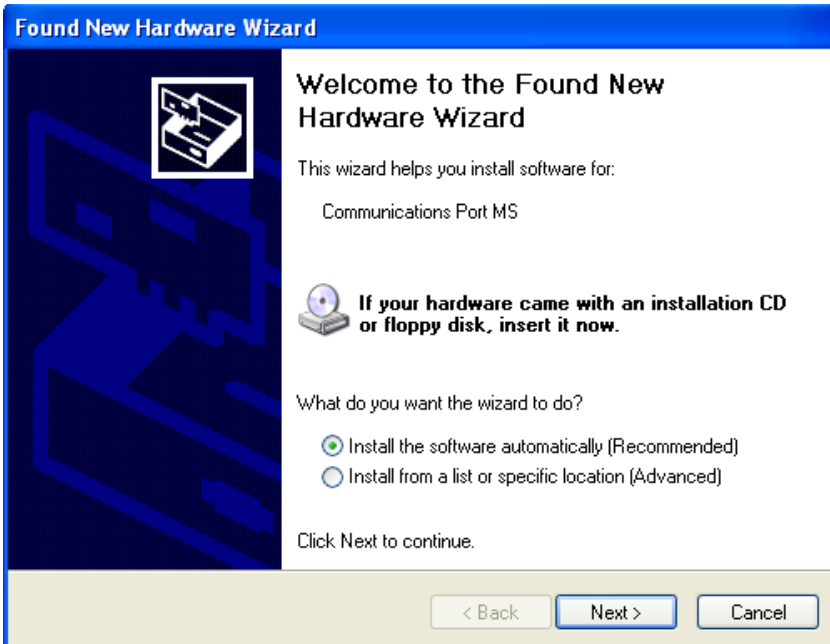 Found New Hardware Wizard
Welcome to the Found New
Hardware Wizard
This wizard helps you install software for:
Communications Port MS
If your hardware came with an installation CD
or floppy disk, insert it now.
What do you want the wizard to do?
Install the software automatically (Recommended)
Install from a list or specific location (Advanced)
Click Next to continue.
< Back Next > Cancel